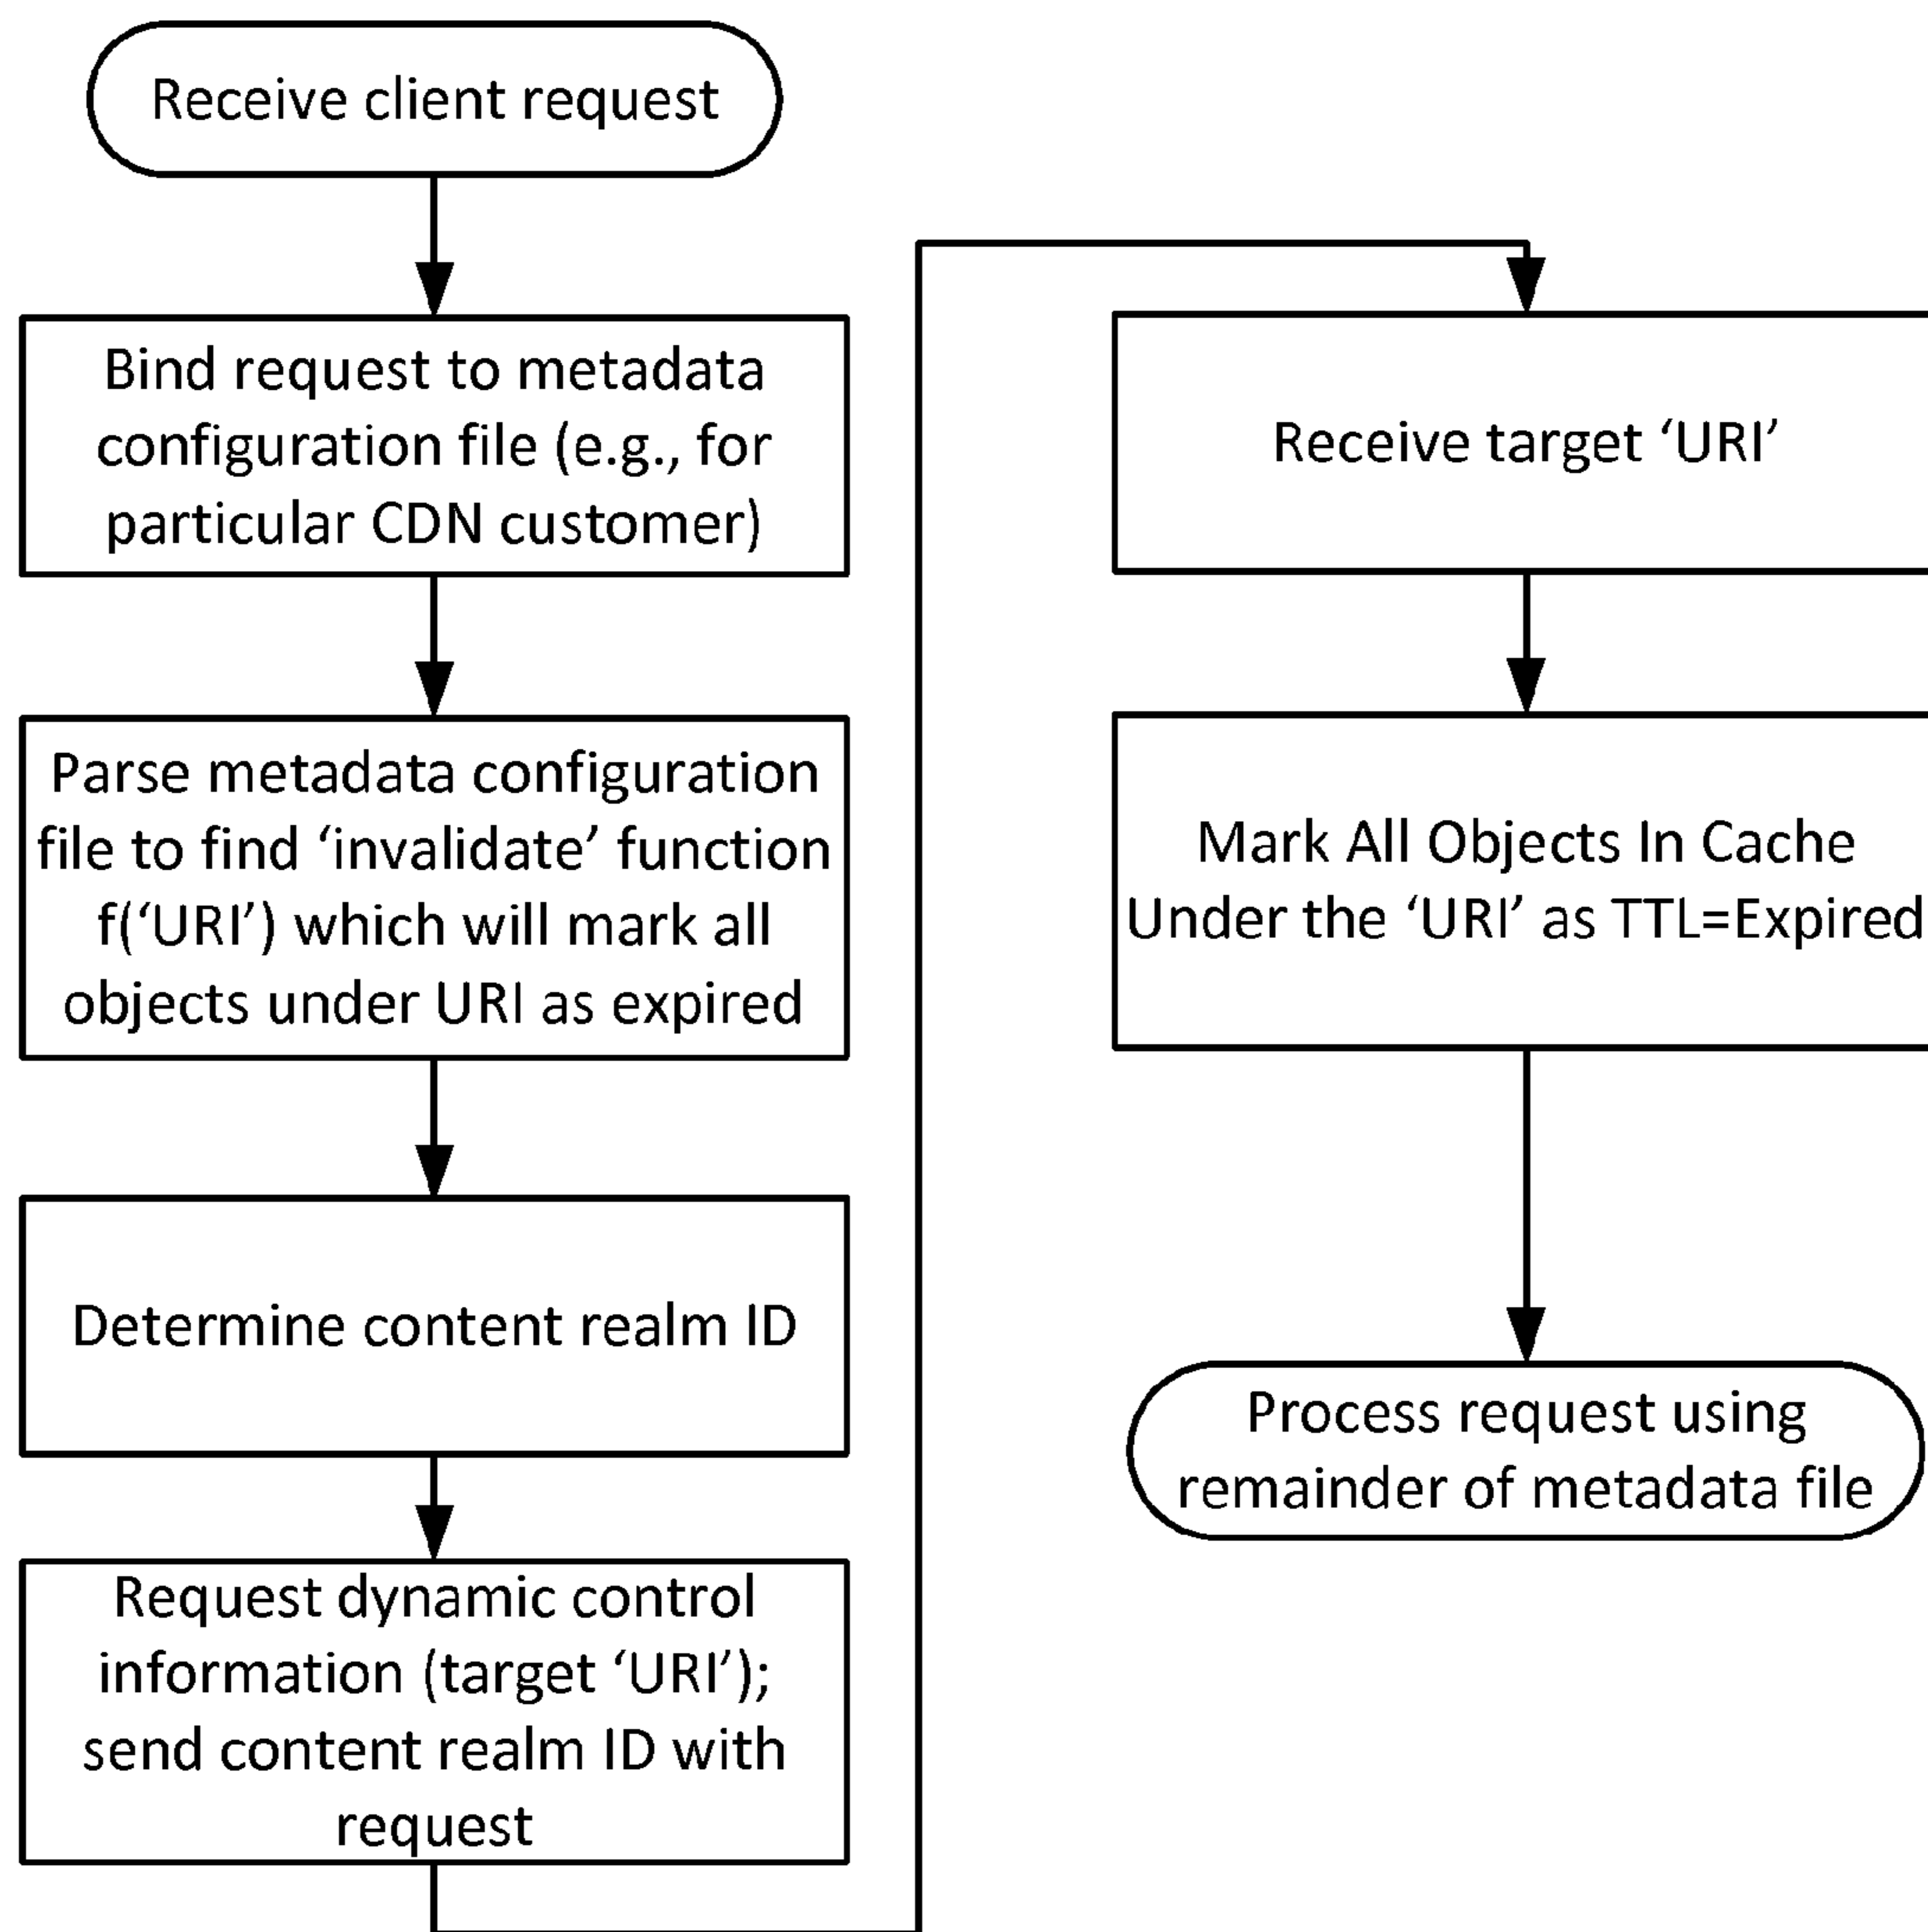 Receive client request
Bind request to metadata
configuration file (e.g., for
particular CDN customer)
Parse metadata configuration
file to find ‘invalidate’ function
f(‘URI’) which will mark all
objects under URI as expired
Determine content realm ID
Request dynamic control
information (target ‘URI’);
send content realm ID with
request
Receive target ‘URI’
Mark All Objects In Cache
Under the ‘URI’ as TTL=Expired
Process request using
remainder of metadata file